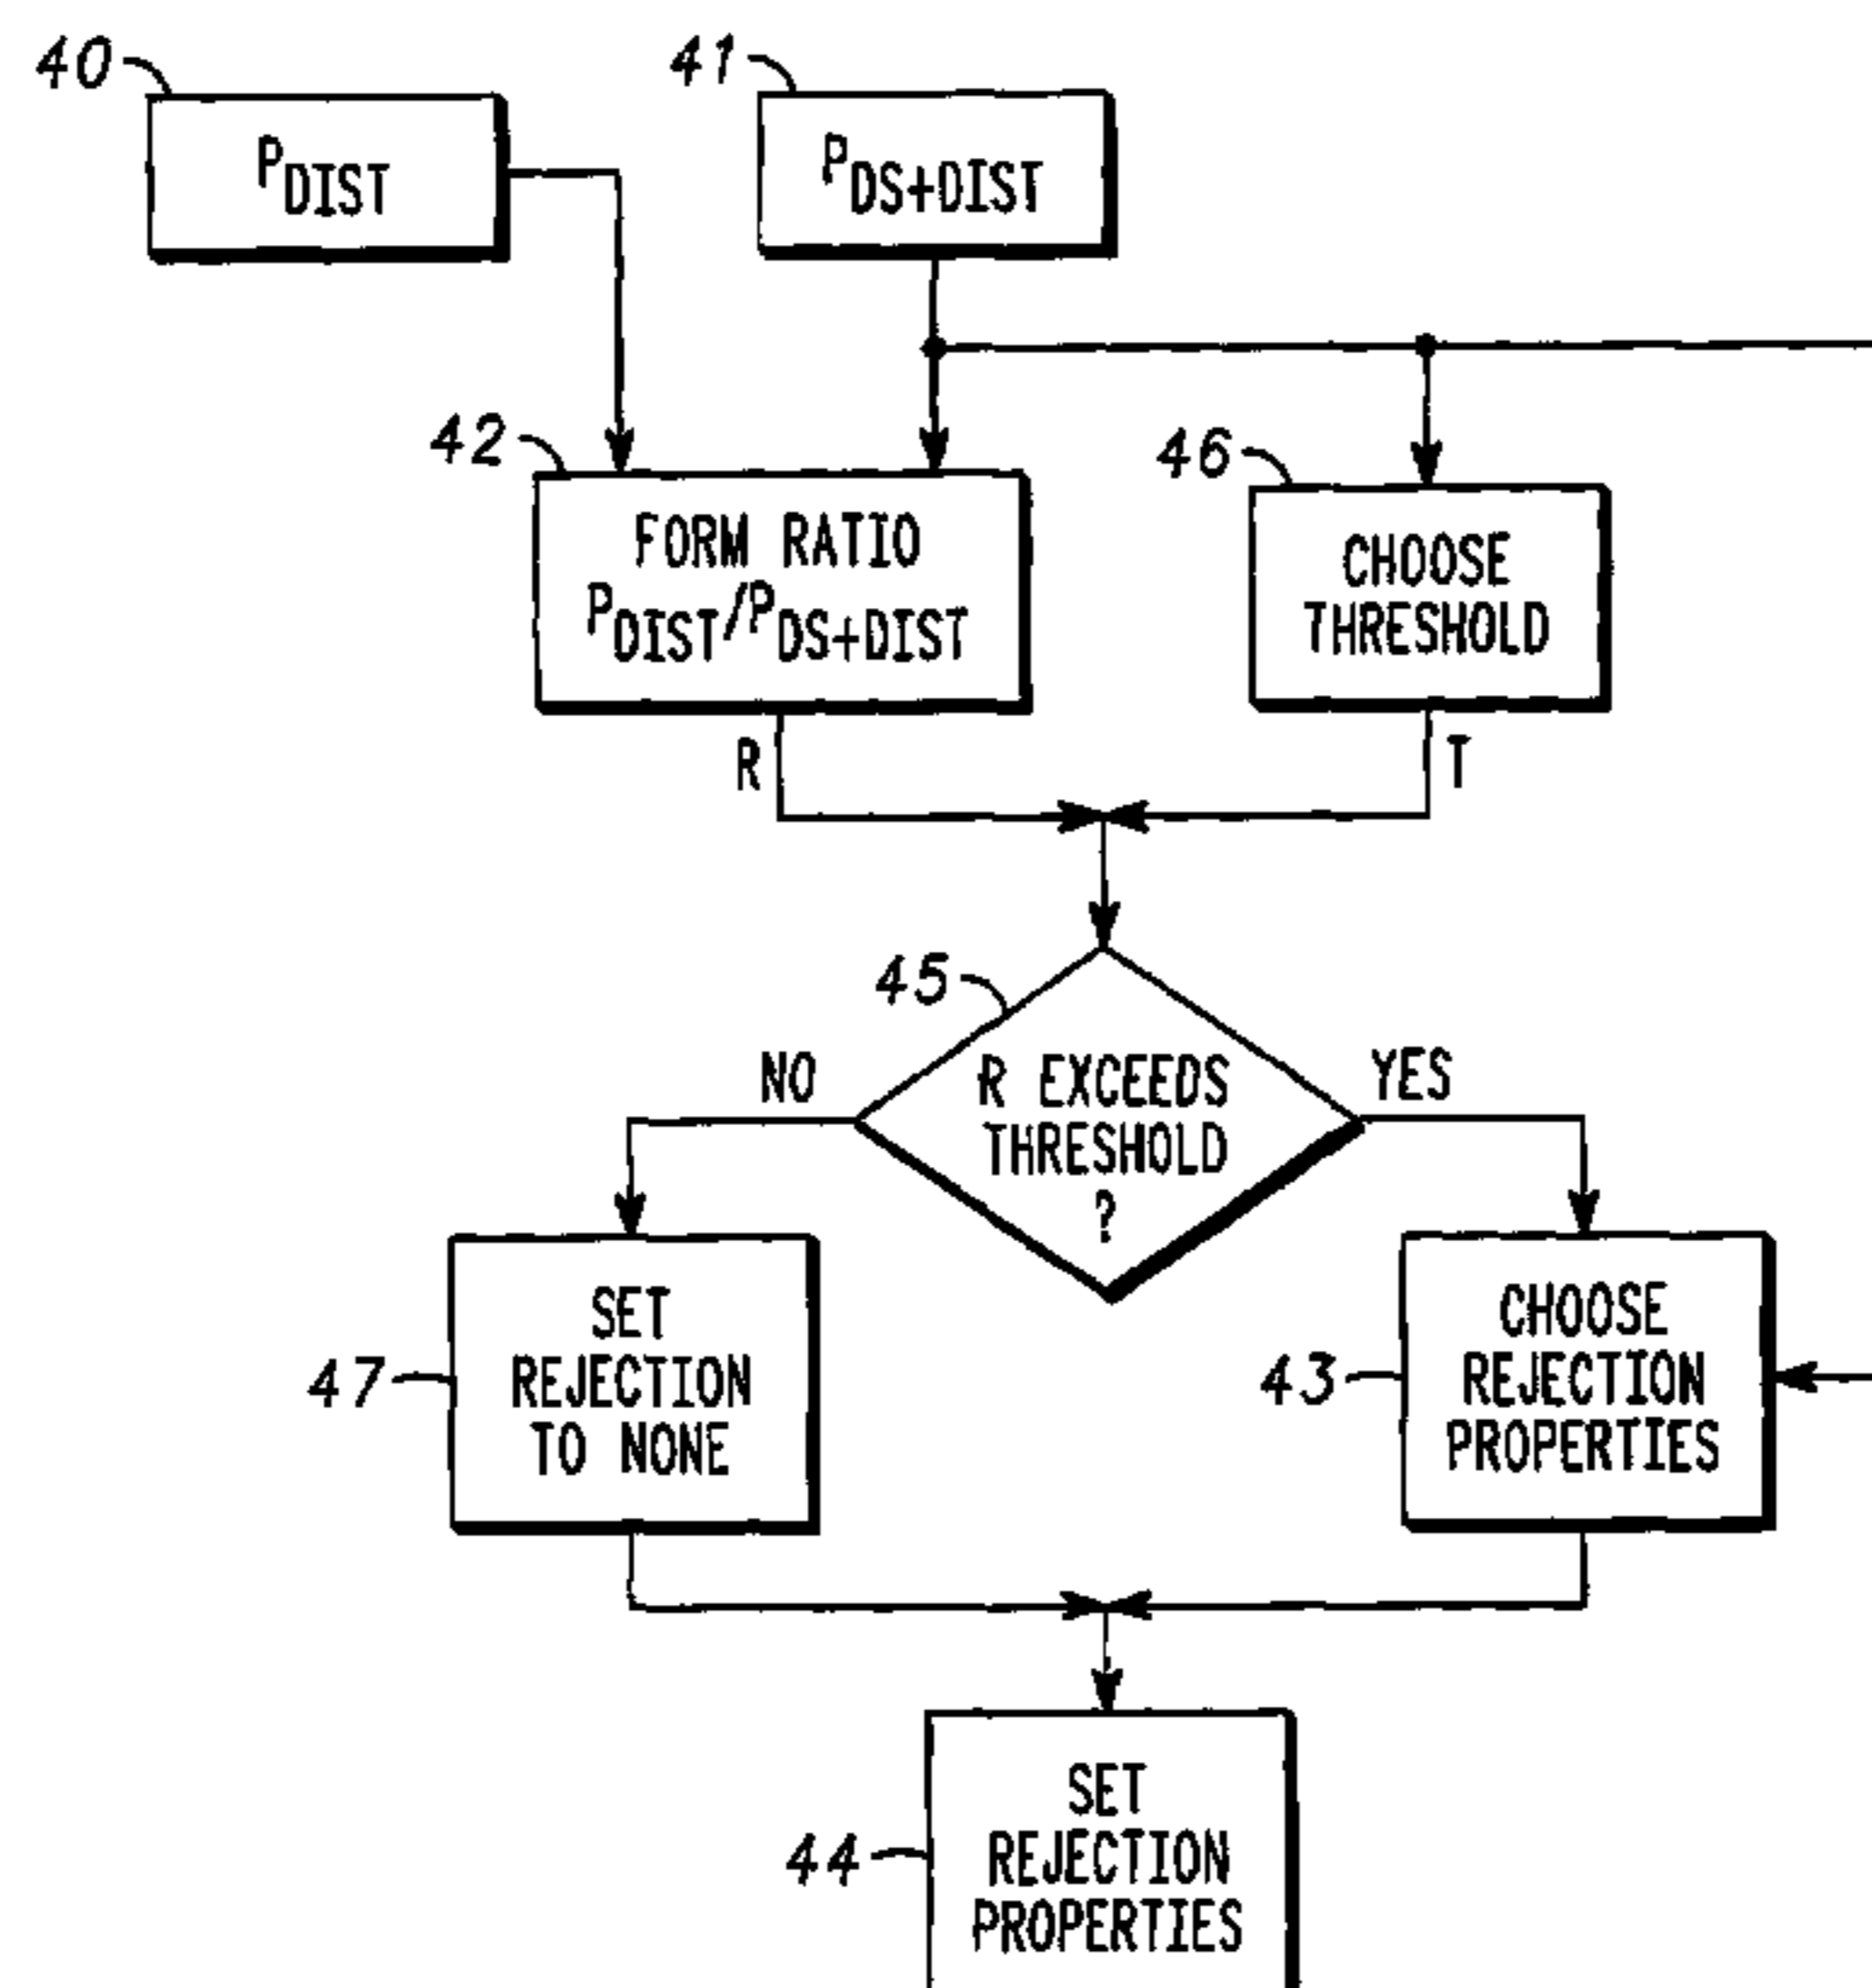 40
41
PDIST
PDS+DIST
42
46
FORM RATIO
PDIST/PDS+DIST
CHOOSE
THRESHOLD
R
T
45
NO
YES
R EXCEEDS
THRESHOLD
?
47
SET
REJECTION
TO NONE
43
CHOOSE
REJECTION
PROPERTIES
44
SET
REJECTION
PROPERTIES